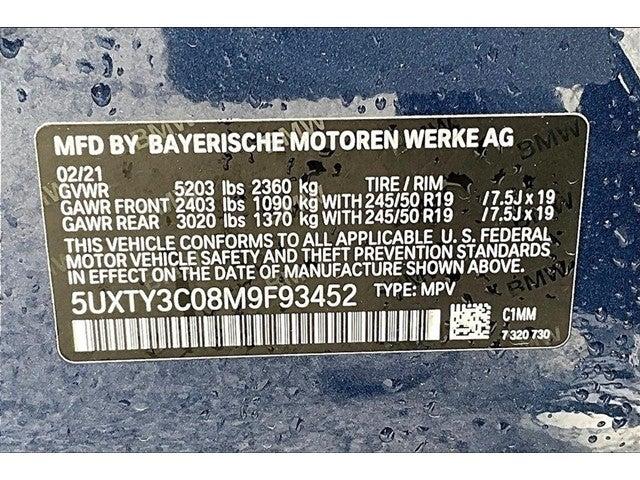 MFD BY BAYERISCHE MOTOREN WERKE AG
02/21
GVWR 5203 lbs 2360 kg TIRE / RIM
GAWR FRONT 2403 lbs 1090 kg WITH 245/50 R19 /7.5J x 19
GAWR REAR 3020 lbs 1370 kg WITH 245/50 R19 /7.5J x 19
THIS VEHICLE CONFORMS TO ALL APPLICABLE U. S. FEDERAL
MOTOR VEHICLE SAFETY AND THEFT PREVENTION STANDARDS
IN EFFECT ON THE DATE OF MANUFACTURE SHOWN ABOVE.
5UXTY3C08M9F93452 TYPE: MPV
C1MM
7 320 730